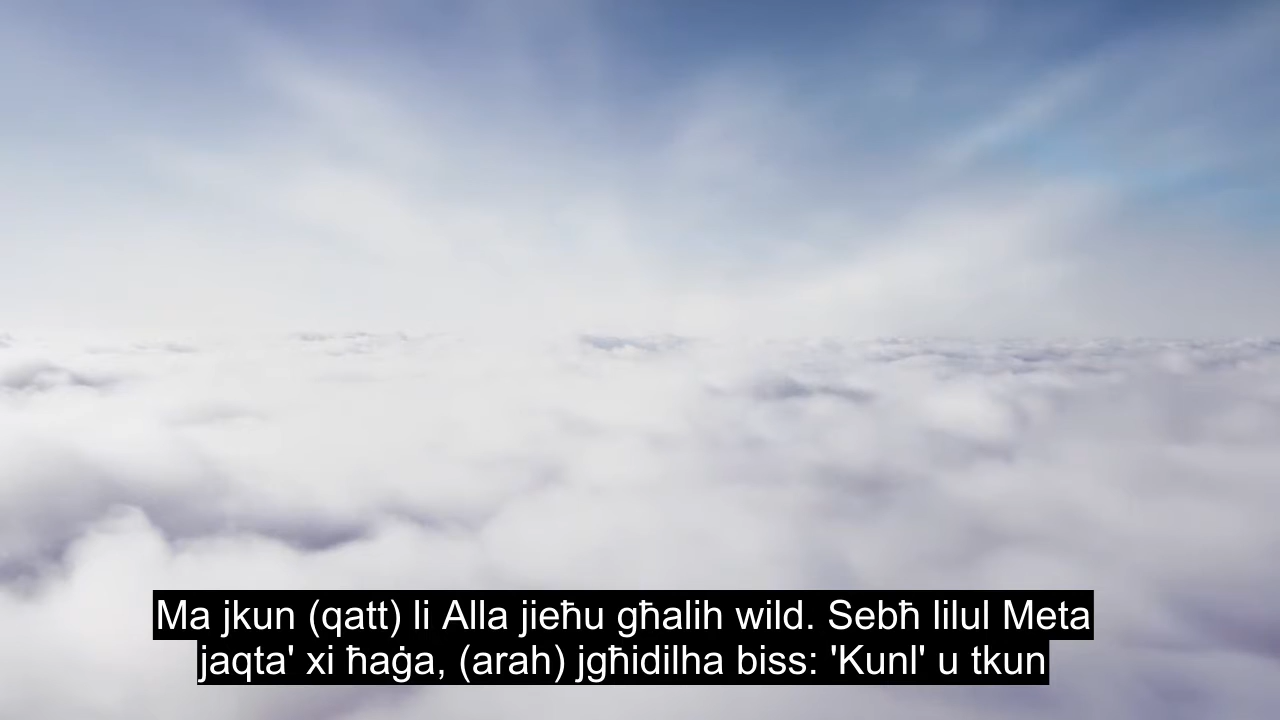 Ma jkun (qatt) li Alla jieħu għalih wild. Sebħ lilul Meta
jaqta' xi ħaġa, (arah) jgħidilha biss: 'Kunl' u tkun